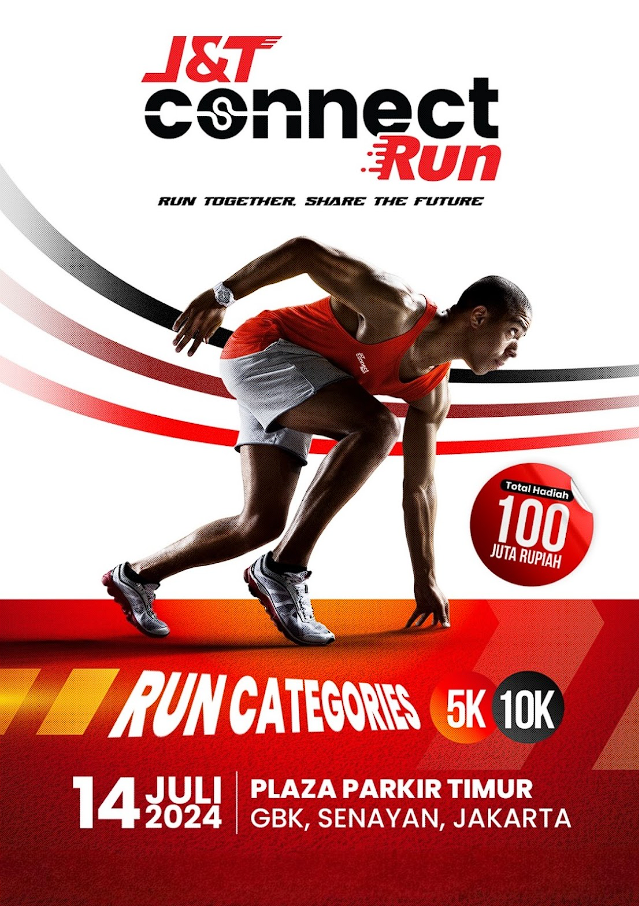 J&T
connect
Run
RUN TOGETHER, SHARE THE FUTURE
Total Hadiah
100
JUTA RUPIAH
RUN CATEGORIES 5K 10K
14 JULI 2024
PLAZA PARKIR TIMUR
GBK, SENAYAN, JAKARTA